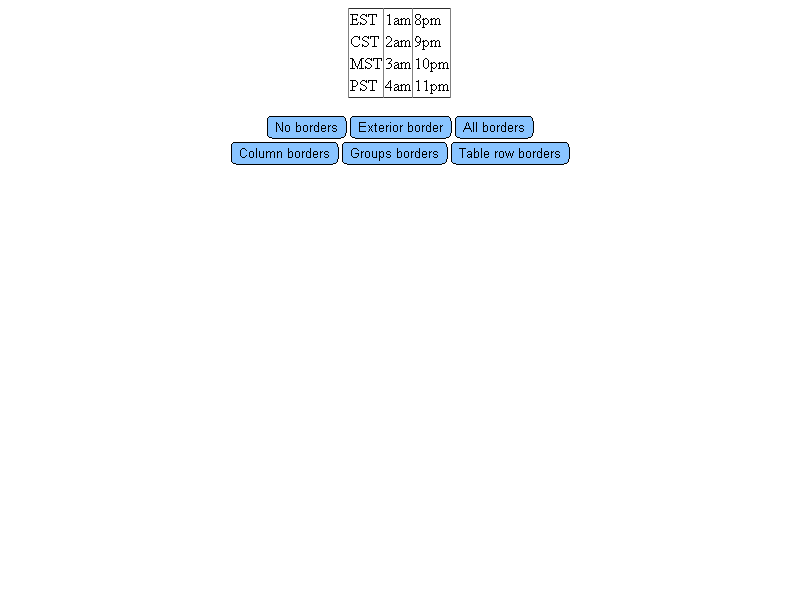 EST 1am 8pm
CST 2am 9pm
MST 3am 10pm
PST 4am 11pm
No borders Exterior border All borders
Column borders Groups borders Table row borders